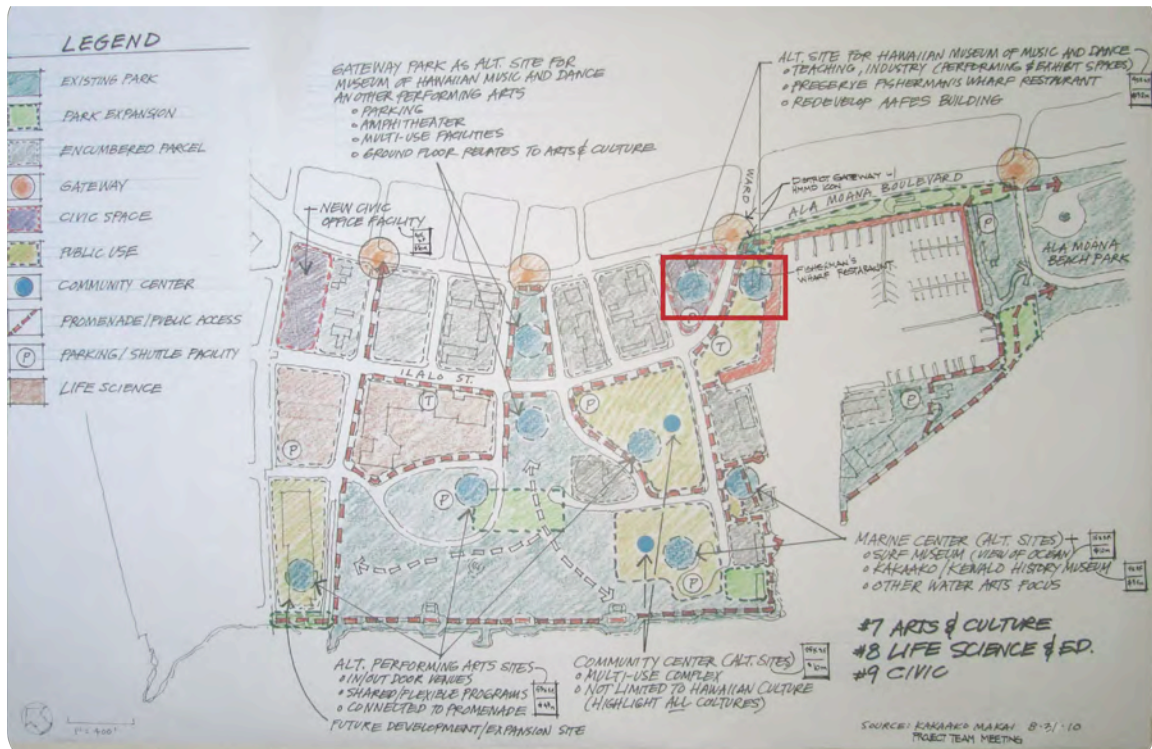 LEGEND
EXISTING PARK
PARK EXPANSION
ENCUMBERED PARCEL
GATEWAY
CIVIC SPACE
PUBLIC USE
COMMUNITY CENTER
PROMENADE/PUBLIC ACCESS
P PARKING/SHUTTLE FACILITY
LIFE SCIENCE
GATEWAY PARK AS ALT. SITE FOR
MUSEUM OF HAWAIIAN MUSIC AND DANCE
ANOTHER PERFORMING ARTS
○ PARKING
○ AMPHITHEATER
○ MULTI-USE FACILITIES
○ GROUND FLOOR RELATES TO ARTS & CULTURE
ALT. SITE FOR HAWAIIAN MUSEUM OF MUSIC AND DANCE
○ TEACHING, INDUSTRY (PERFORMING & EXHIBIT SPACES)
○ PRESERVE FISHERMAN'S WHARF RESTAURANT
○ REDEVELOP AAFES BUILDING
NEW CIVIC
OFFICE FACILITY
WARD
DISTRICT GATEWAY w/
HMMD ICON
ALA MOANA BOULEVARD
FISHERMAN'S
WHARF RESTAURANT
P
ALA MOANA
BEACH PARK
P
T
ILALO ST.
T
P
P
P
P
P
MARINE CENTER (ALT. SITES)
○ SURF MUSEUM (VIEW OF OCEAN)
○ KAKAAKO/KEWALO HISTORY MUSEUM
○ OTHER WATER ARTS FOCUS
#7 ARTS & CULTURE
#8 LIFE SCIENCE & ED.
#9 CIVIC
ALT. PERFORMING ARTS SITES
○ IN/OUT DOOR VENUES
○ SHARED/FLEXIBLE PROGRAMS
○ CONNECTED TO PROMENADE
FUTURE DEVELOPMENT/EXPANSION SITE
COMMUNITY CENTER (ALT. SITES)
○ MULTI-USE COMPLEX
○ NOT LIMITED TO HAWAIIAN CULTURE
(HIGHLIGHT ALL CULTURES)
1"= 400'
SOURCE: KAKAAKO MAKAI 8·31·10
PROJECT TEAM MEETING